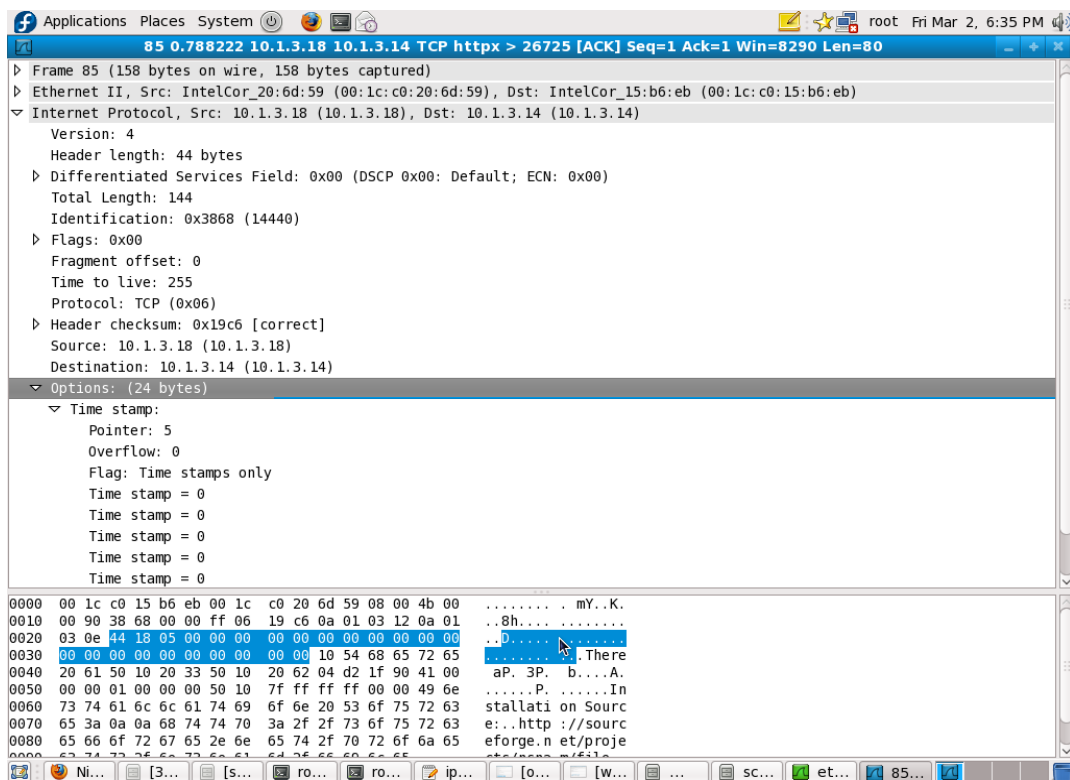 Applications Places System root Fri Mar 2, 6:35 PM
85 0.788222 10.1.3.18 10.1.3.14 TCP httpx > 26725 [ACK] Seq=1 Ack=1 Win=8290 Len=80
Frame 85 (158 bytes on wire, 158 bytes captured)
Ethernet II, Src: IntelCor_20:6d:59 (00:1c:c0:20:6d:59), Dst: IntelCor_15:b6:eb (00:1c:c0:15:b6:eb)
Internet Protocol, Src: 10.1.3.18 (10.1.3.18), Dst: 10.1.3.14 (10.1.3.14)
Version: 4
Header length: 44 bytes
Differentiated Services Field: 0x00 (DSCP 0x00: Default; ECN: 0x00)
Total Length: 144
Identification: 0x3868 (14440)
Flags: 0x00
Fragment offset: 0
Time to live: 255
Protocol: TCP (0x06)
Header checksum: 0x19c6 [correct]
Source: 10.1.3.18 (10.1.3.18)
Destination: 10.1.3.14 (10.1.3.14)
Options: (24 bytes)
Time stamp:
Pointer: 5
Overflow: 0
Flag: Time stamps only
Time stamp = 0
Time stamp = 0
Time stamp = 0
Time stamp = 0
Time stamp = 0
0000 00 1c c0 15 b6 eb 00 1c c0 20 6d 59 08 00 4b 00 ........ . mY..K.
0010 00 90 38 68 00 00 ff 06 19 c6 0a 01 03 12 0a 01 ..8h.... ........
0020 03 0e 44 18 05 00 00 00 00 00 00 00 00 00 00 00 ..D..... ........
0030 00 00 00 00 00 00 00 00 00 00 10 54 68 65 72 65 ........ ...There
0040 20 61 50 10 20 33 50 10 20 62 04 d2 1f 90 41 00 aP. 3P. b....A.
0050 00 00 01 00 00 00 50 10 7f ff ff ff 00 00 49 6e ......P. ......In
0060 73 74 61 6c 6c 61 74 69 6f 6e 20 53 6f 75 72 63 stallati on Sourc
0070 65 3a 0a 0a 68 74 74 70 3a 2f 2f 73 6f 75 72 63 e:..http ://sourc
0080 65 66 6f 72 67 65 2e 6e 65 74 2f 70 72 6f 6a 65 eforge.n et/proje
Ni... [3... [s... ro... ro... ip... [o... [w... ... sc... et... 85...